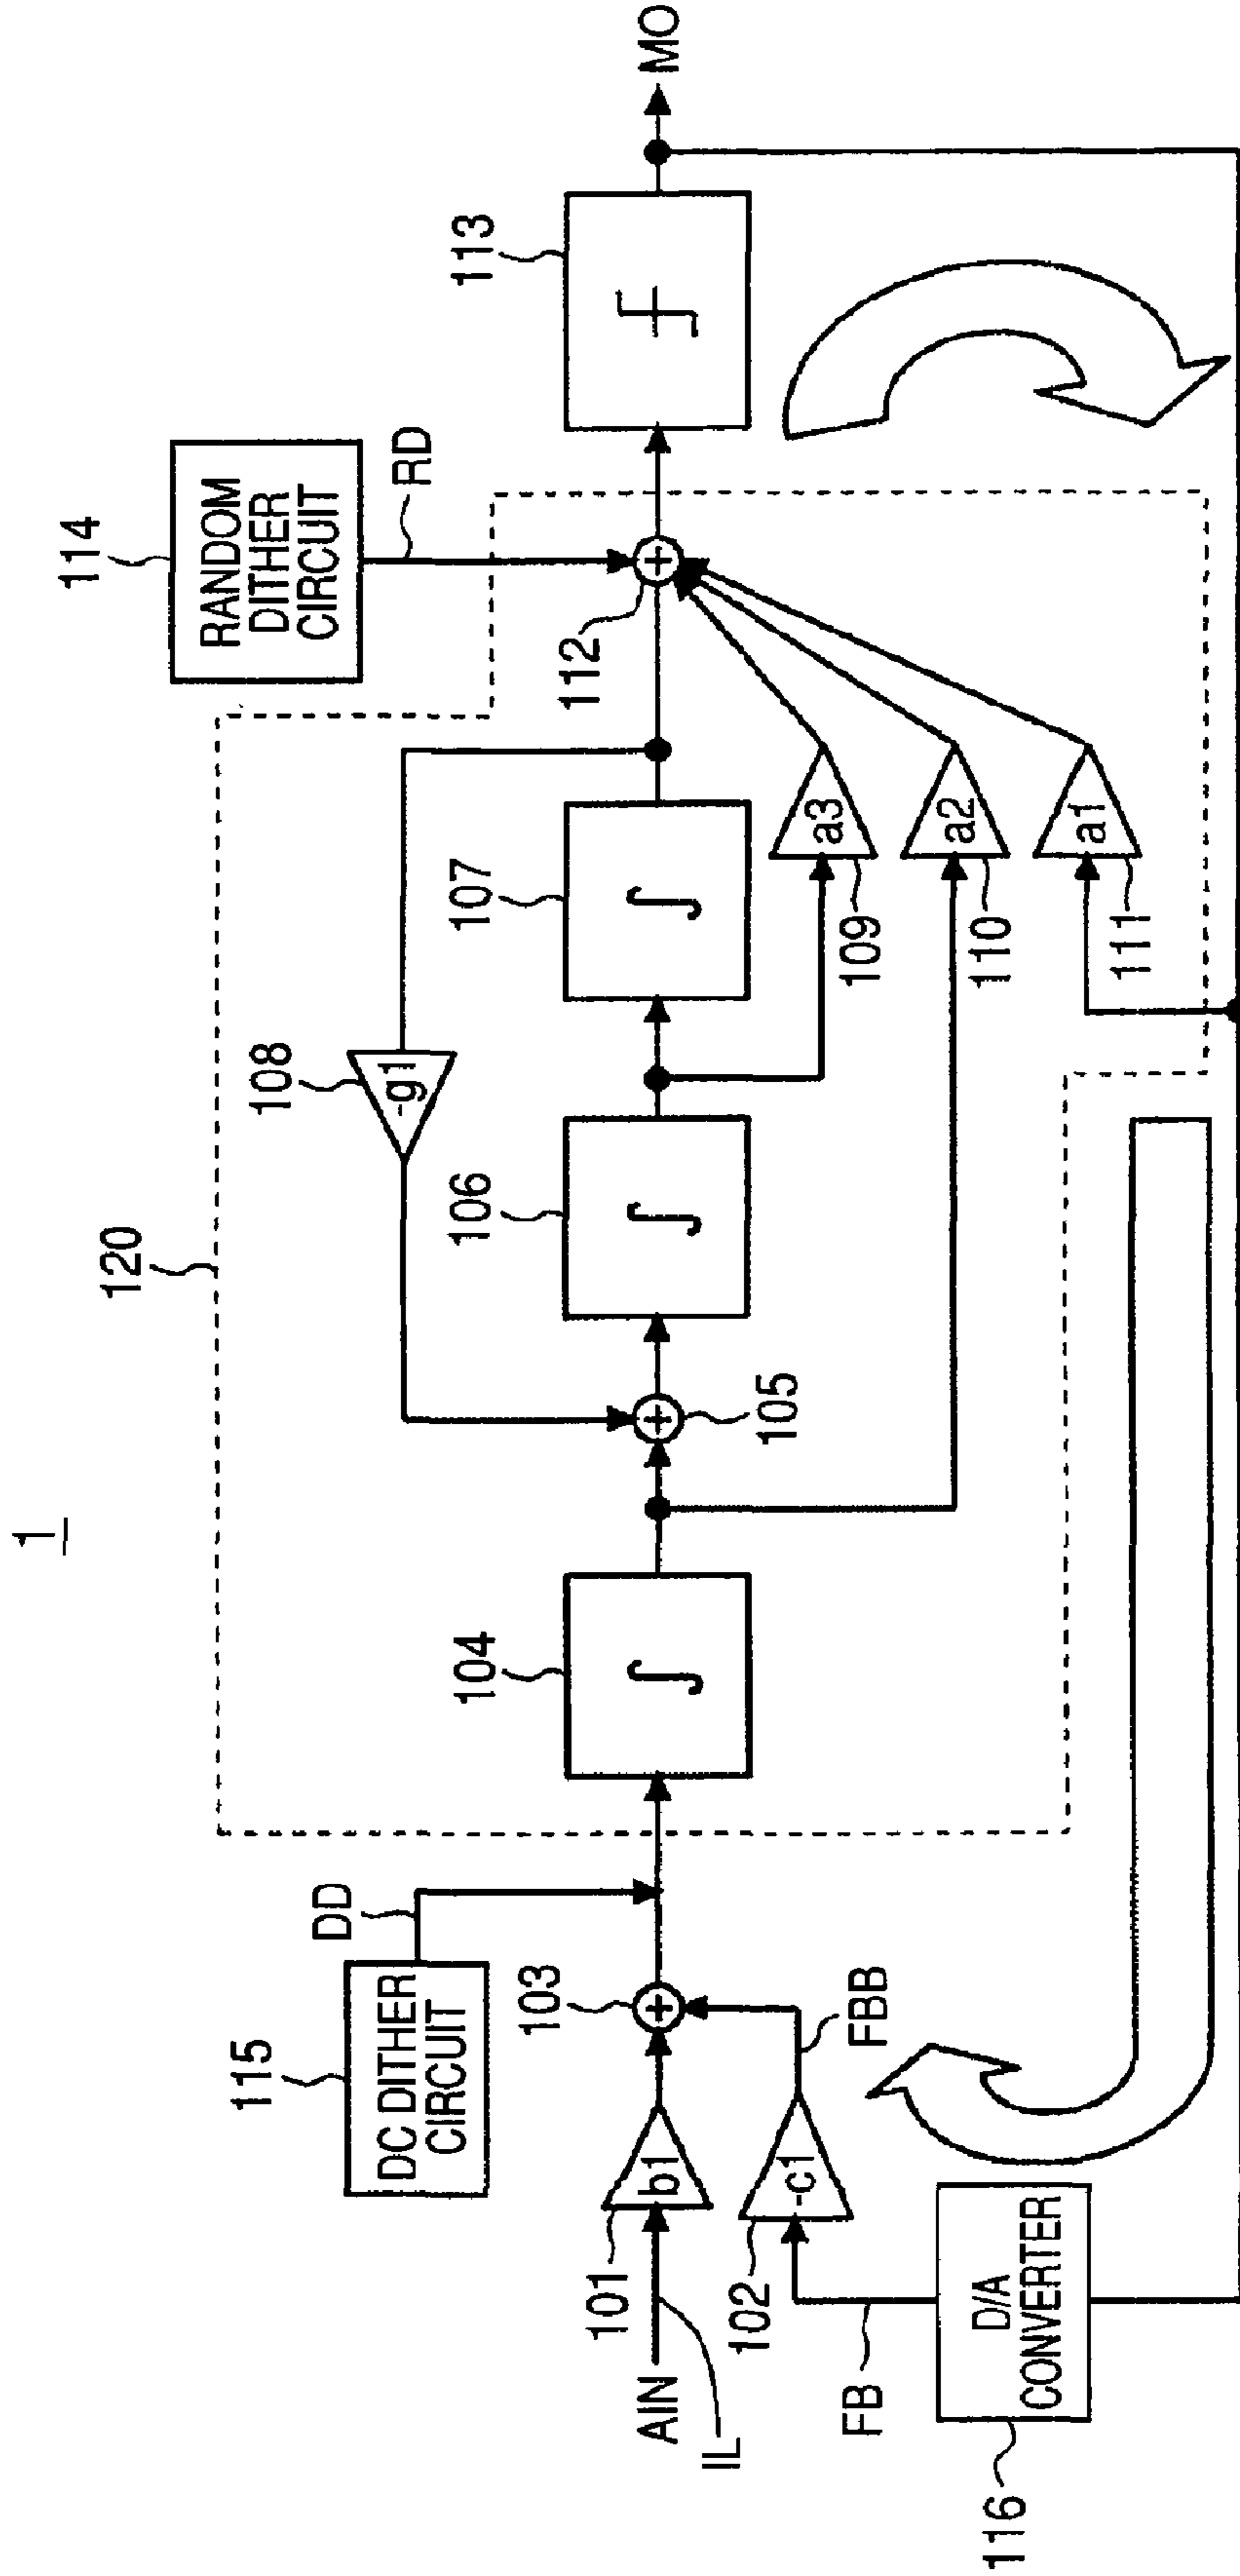 1
120
114
RANDOM
DITHER
CIRCUIT
RD
115
DC DITHER
CIRCUIT
DD
108
-g1
AIN
IL
101
b1
103
104
∫
105
106
∫
107
∫
112
+
+
+
113
MO
102
-c1
FBB
FB
109
a3
110
a2
111
a1
116
D/A
CONVERTER